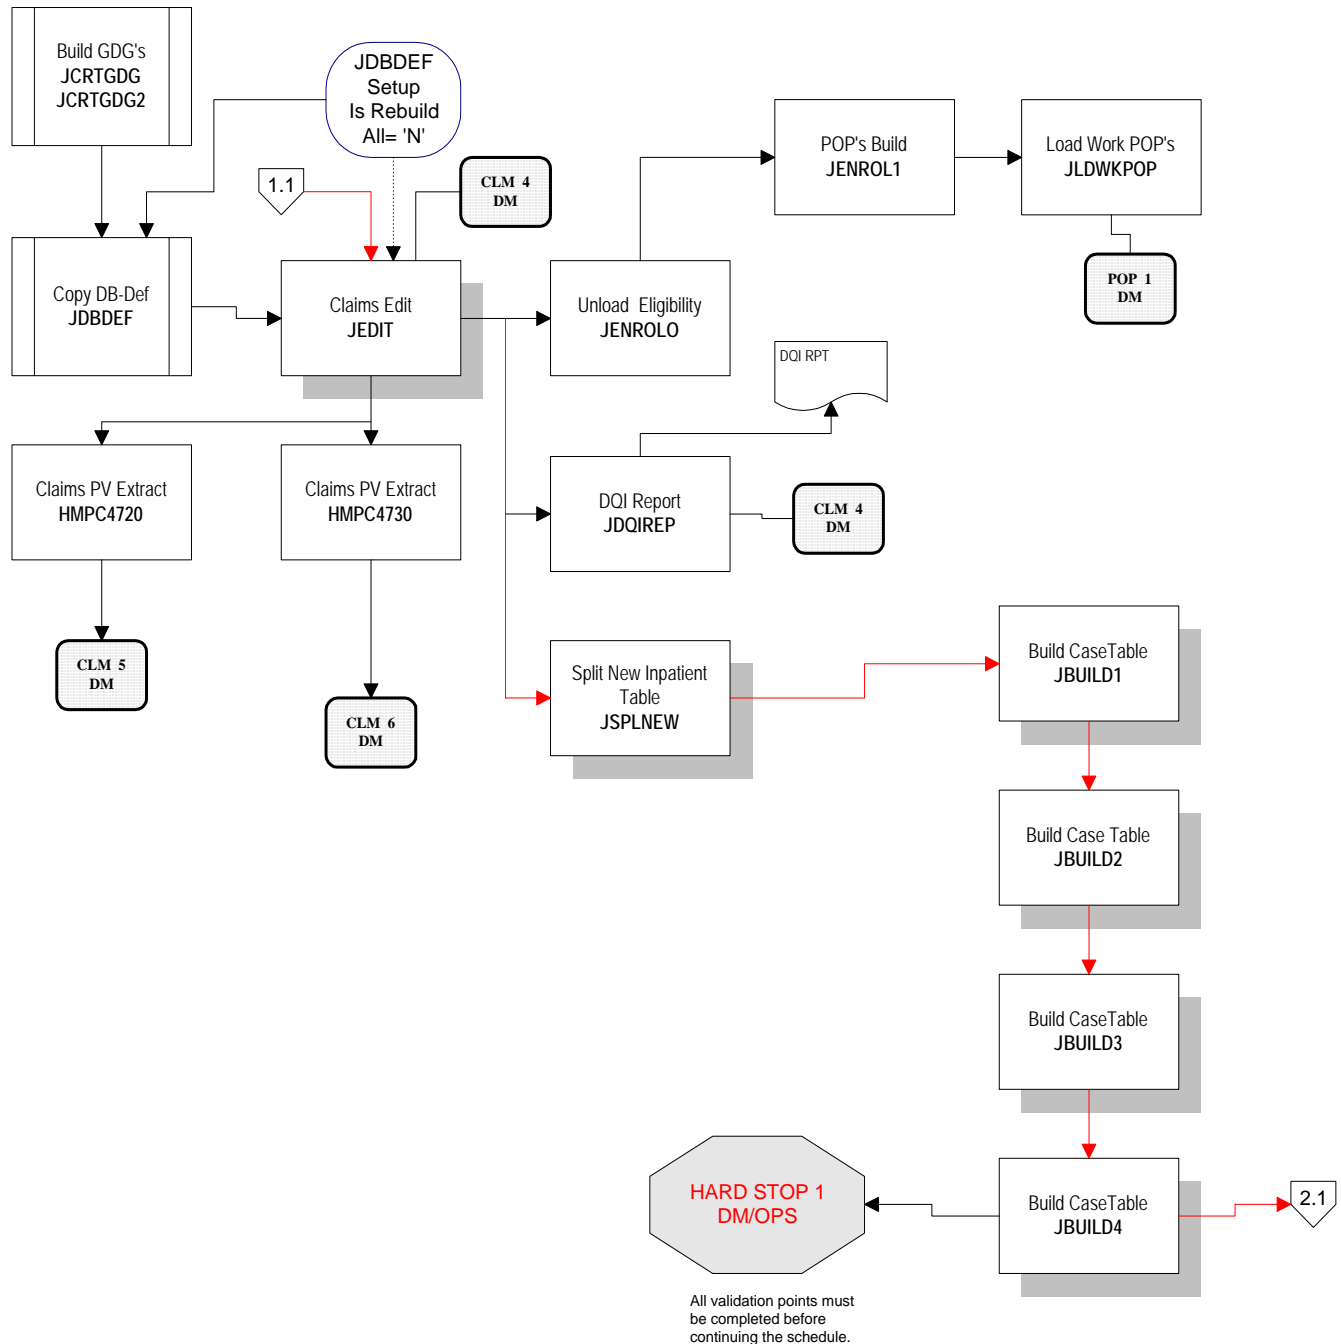 Build GDG's
JCRTGDG
JCRTGDG2
JDBDEF
Setup
Is Rebuild
All= 'N'
1.1
CLM 4
DM
POP's Build
JENROL1
Load Work POP's
JLDWKPOP
POP 1
DM
Copy DB-Def
JDBDEF
Claims Edit
JEDIT
Unload Eligibility
JENROLO
DQI RPT
Claims PV Extract
HMPC4720
Claims PV Extract
HMPC4730
DQI Report
JDQIREP
CLM 4
DM
CLM 5
DM
CLM 6
DM
Split New Inpatient
Table
JSPLNEW
Build CaseTable
JBUILD1
Build Case Table
JBUILD2
Build CaseTable
JBUILD3
HARD STOP 1
DM/OPS
Build CaseTable
JBUILD4
2.1
All validation points must
be completed before
continuing the schedule.